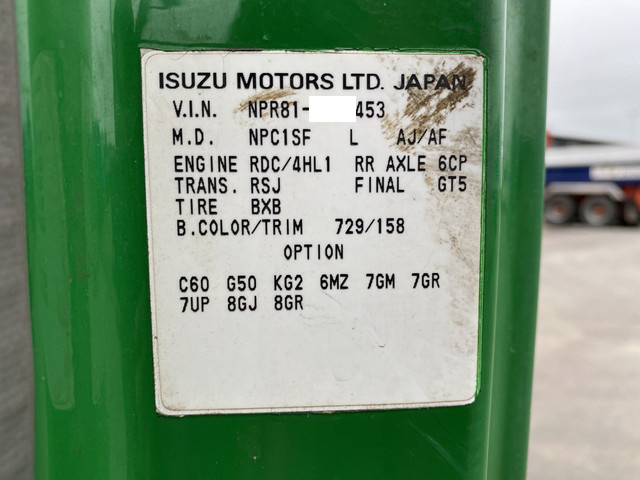 ISUZU MOTORS LTD. JAPAN
V.I.N. NPR81- 453
M.D. NPC1SF L AJ/AF
ENGINE RDC/4HL1 RR AXLE 6CP
TRANS. RSJ FINAL GT5
TIRE BXB
B.COLOR/TRIM 729/158
OPTION
C60 G50 KG2 6MZ 7GM 7GR
7UP 8GJ 8GR